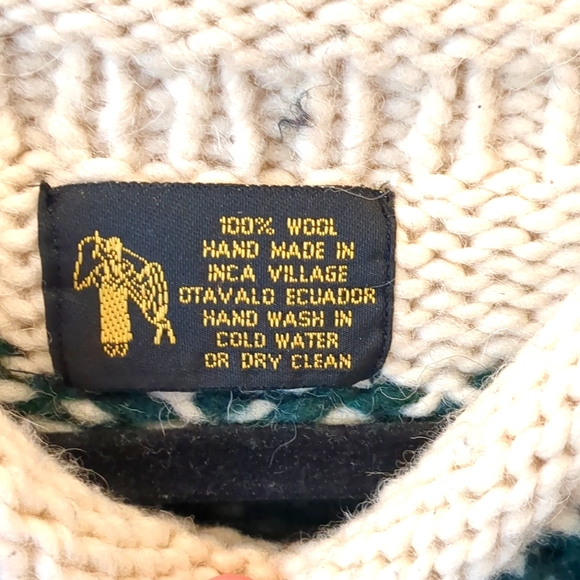 100% WOOL
HAND MADE IN
INCA VILLAGE
OTAVALO ECUADOR
HAND WASH IN
COLD WATER
OR DRY CLEAN